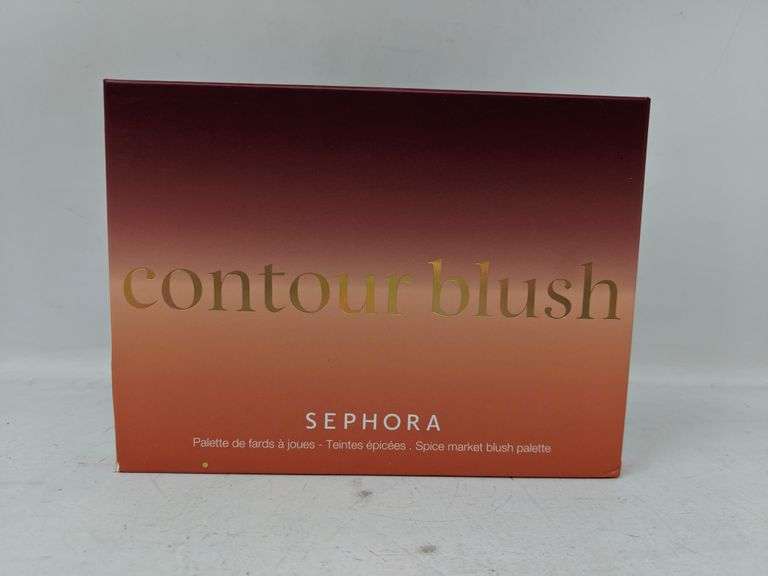 contour blush
SEPHORA
Palette de fards à joues - Teintes épicées . Spice market blush palette